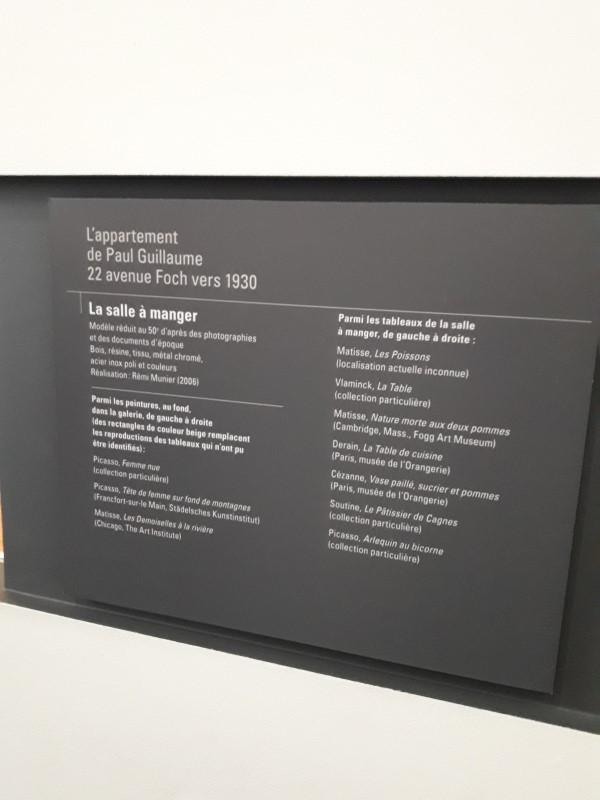 L'appartement
de Paul Guillaume
22 avenue Foch vers 1930
La salle à manger
Modèle réduit au 50e d'après des photographies
et des documents d'époque
Bois, résine, tissu, métal chromé,
acier inox poli et couleurs
Réalisation : Rémi Munier (2006)
Parmi les peintures, au fond,
dans la galerie, de gauche à droite
(des rectangles de couleur beige remplacent
les reproductions des tableaux qui n'ont pu
être identifiés) :
Picasso, Femme nue
(collection particulière)
Picasso, Tête de femme sur fond de montagnes
(Francfort-sur-le Main, Städelsches Kunstinstitut)
Matisse, Les Demoiselles à la rivière
(Chicago, The Art Institute)
Parmi les tableaux de la salle
à manger, de gauche à droite :
Matisse, Les Poissons
(localisation actuelle inconnue)
Vlaminck, La Table
(collection particulière)
Matisse, Nature morte aux deux pommes
(Cambridge, Mass., Fogg Art Museum)
Derain, La Table de cuisine
(Paris, musée de l'Orangerie)
Cézanne, Vase paillé, sucrier et pommes
(Paris, musée de l'Orangerie)
Soutine, Le Pâtissier de Cagnes
(collection particulière)
Picasso, Arlequin au bicorne
(collection particulière)